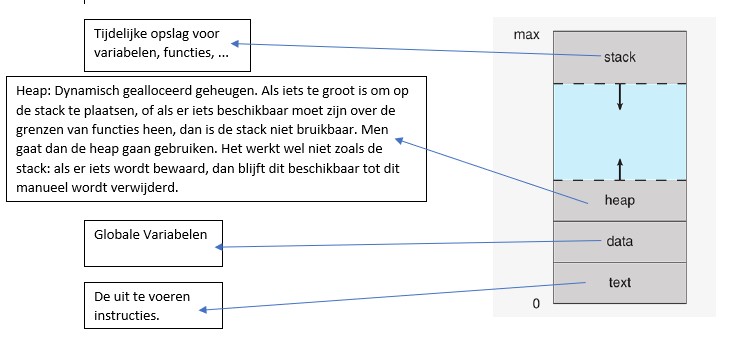 Tijdelijke opslag voor
variabelen, functies, ...
Heap: Dynamisch gealloceerd geheugen. Als iets te groot is om op
de stack te plaatsen, of als er iets beschikbaar moet zijn over de
grenzen van functies heen, dan is de stack niet bruikbaar. Men
gaat dan de heap gaan gebruiken. Het werkt wel niet zoals de
stack: als er iets wordt bewaard, dan blijft dit beschikbaar tot dit
manueel wordt verwijderd.
Globale Variabelen
De uit te voeren
instructies.
max
stack
heap
data
text
0